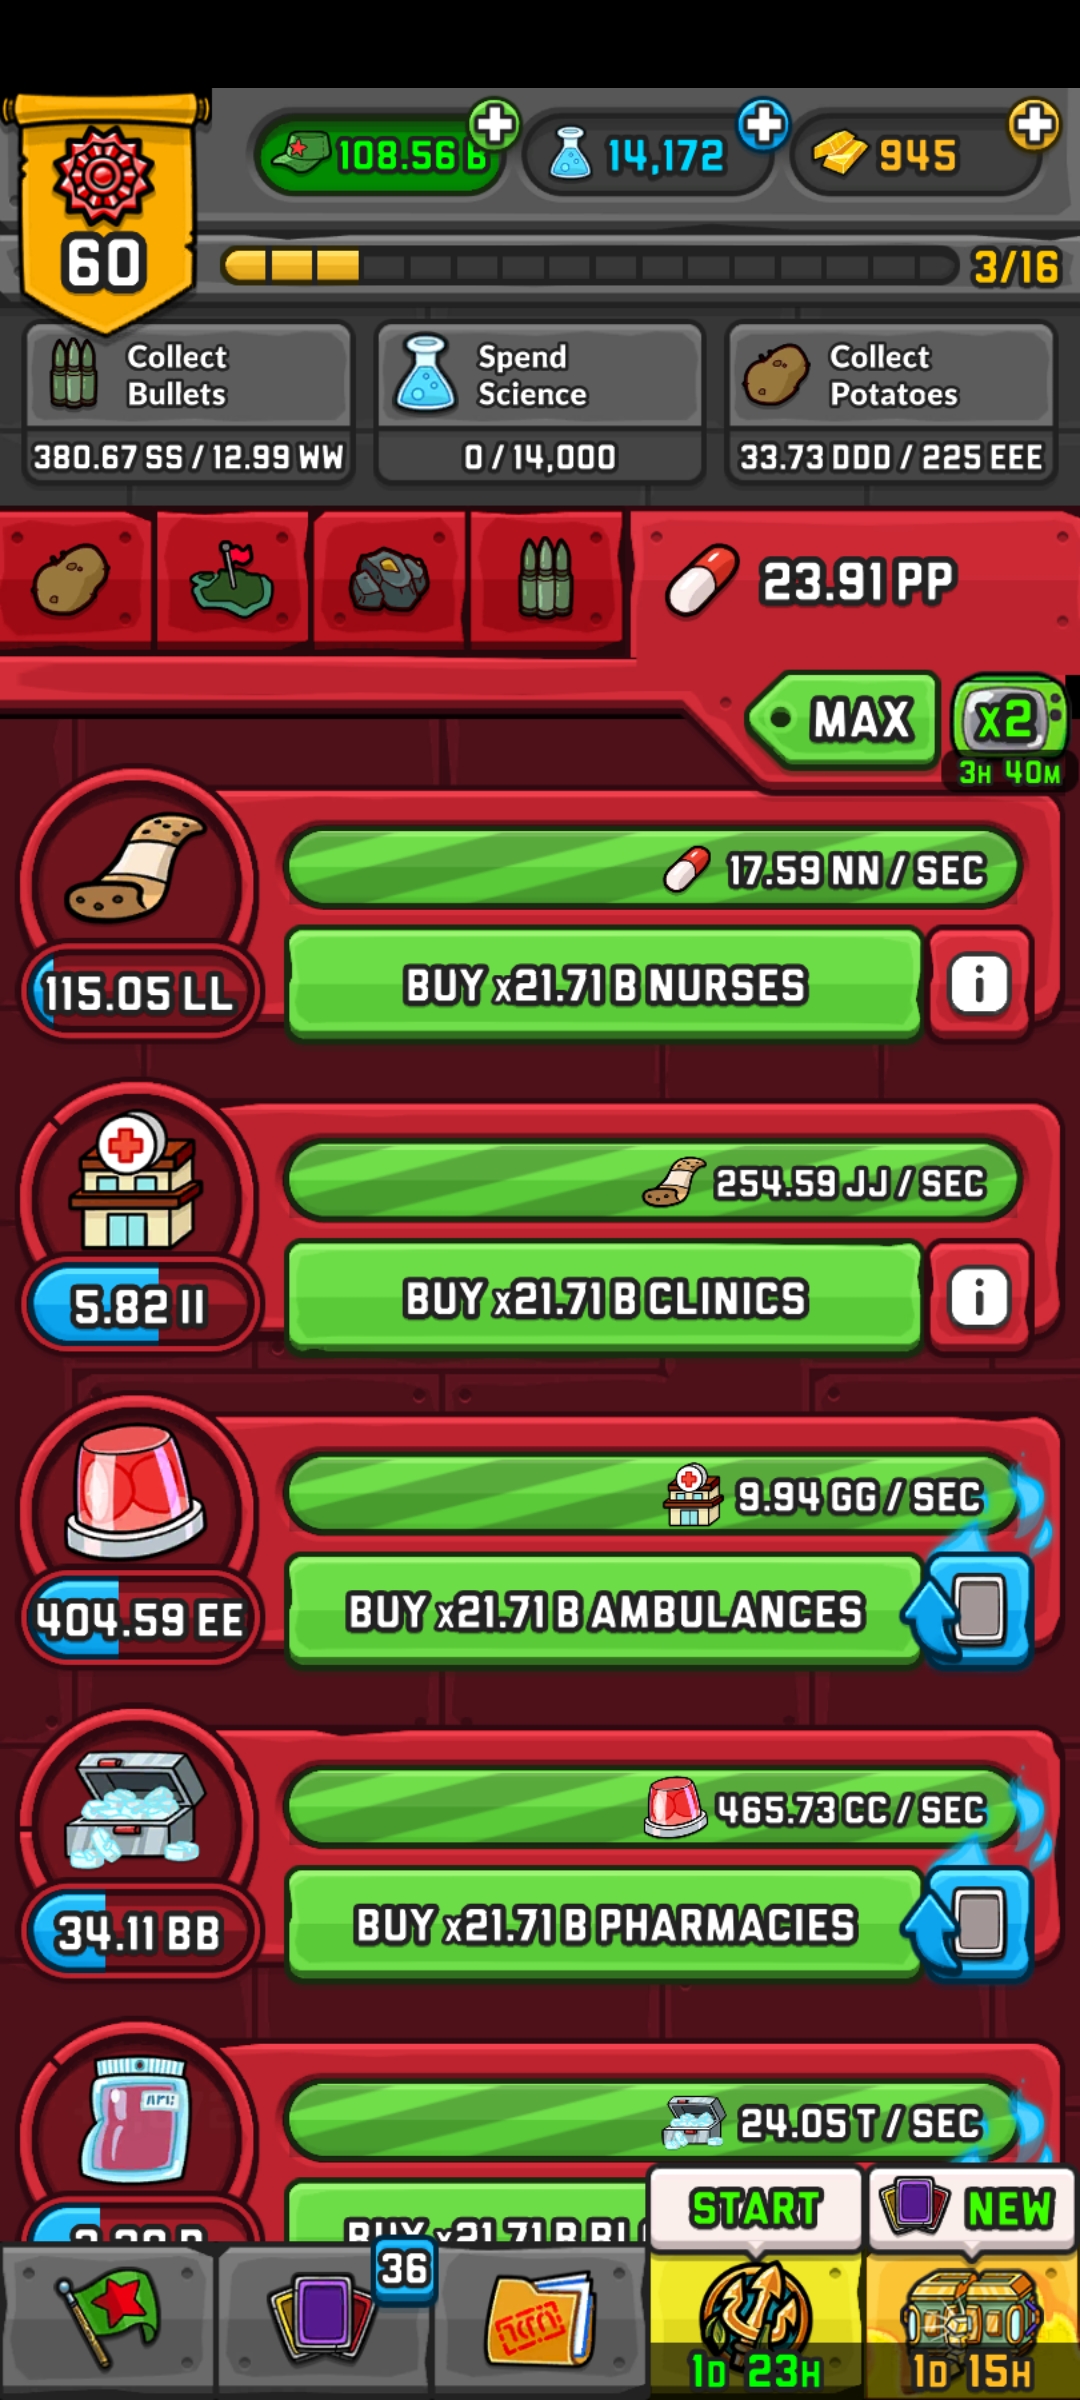 60
108.56 B
14,172
945
3/16
Collect
Bullets
380.67 SS / 12.99 WW
Spend
Science
0 / 14,000
Collect
Potatoes
33.73 DDD / 225 EEE
23.91 PP
MAX
x2
3H 40M
17.59 NN / SEC
115.05 LL
BUY x21.71 B NURSES
i
254.59 JJ / SEC
5.82 II
BUY x21.71 B CLINICS
i
9.94 GG / SEC
404.59 EE
BUY x21.71 B AMBULANCES
465.73 CC / SEC
34.11 BB
BUY x21.71 B PHARMACIES
24.05 T / SEC
BUY x21.71 B
START
NEW
36
1D 23H
1D 15H